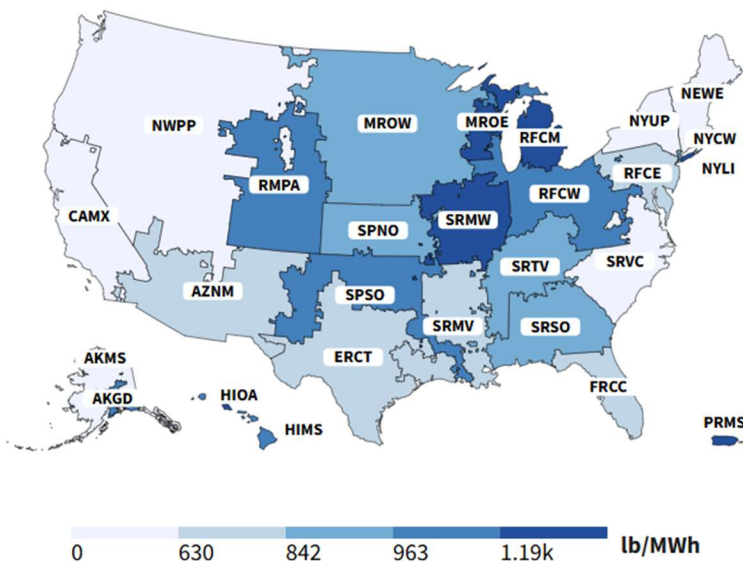 NEWE
NWPP
MROW
MROE
NYUP
RFCM
NYCW
NYLI
RFCE
RMPA
RFCW
CAMX
SRMW
SPNO
SRVC
SRTV
AZNM
SPSO
SRMV
SRSO
ERCT
AKMS
FRCC
AKGD
HIOA
HIMS
PRMS
0 630 842 963 1.19k lb/MWh